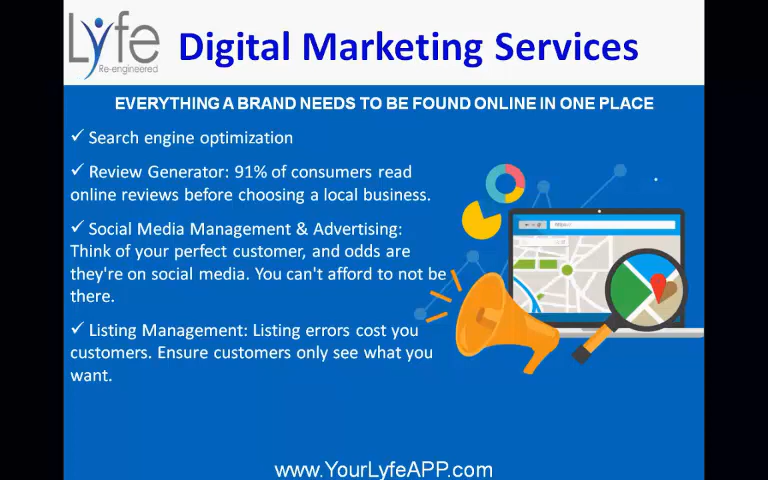 Lyfe
Re-engineered
Digital Marketing Services
EVERYTHING A BRAND NEEDS TO BE FOUND ONLINE IN ONE PLACE
✓ Search engine optimization
✓ Review Generator: 91% of consumers read
online reviews before choosing a local business.
✓ Social Media Management & Advertising:
Think of your perfect customer, and odds are
they're on social media. You can't afford to not be
there.
✓ Listing Management: Listing errors cost you
customers. Ensure customers only see what you
want.
www.YourLyfeAPP.com